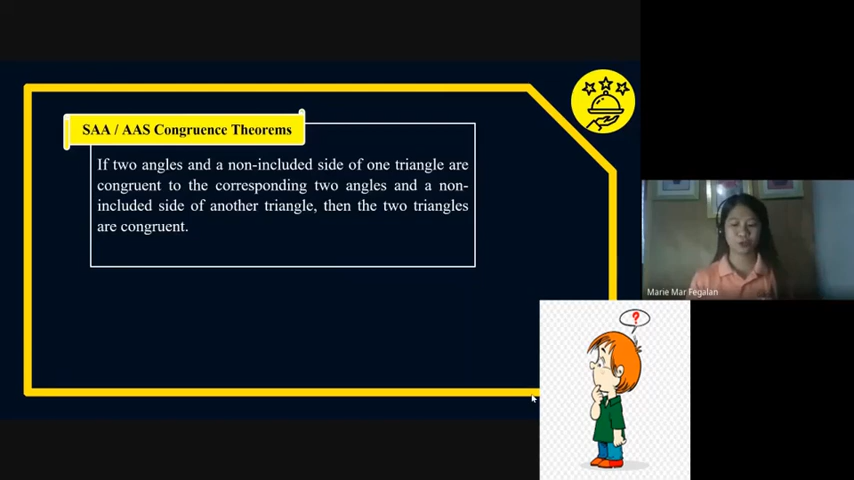 SAA / AAS Congruence Theorems
If two angles and a non-included side of one triangle are
congruent to the corresponding two angles and a non-
included side of another triangle, then the two triangles
are congruent.
Marie Mar Fegalan
?